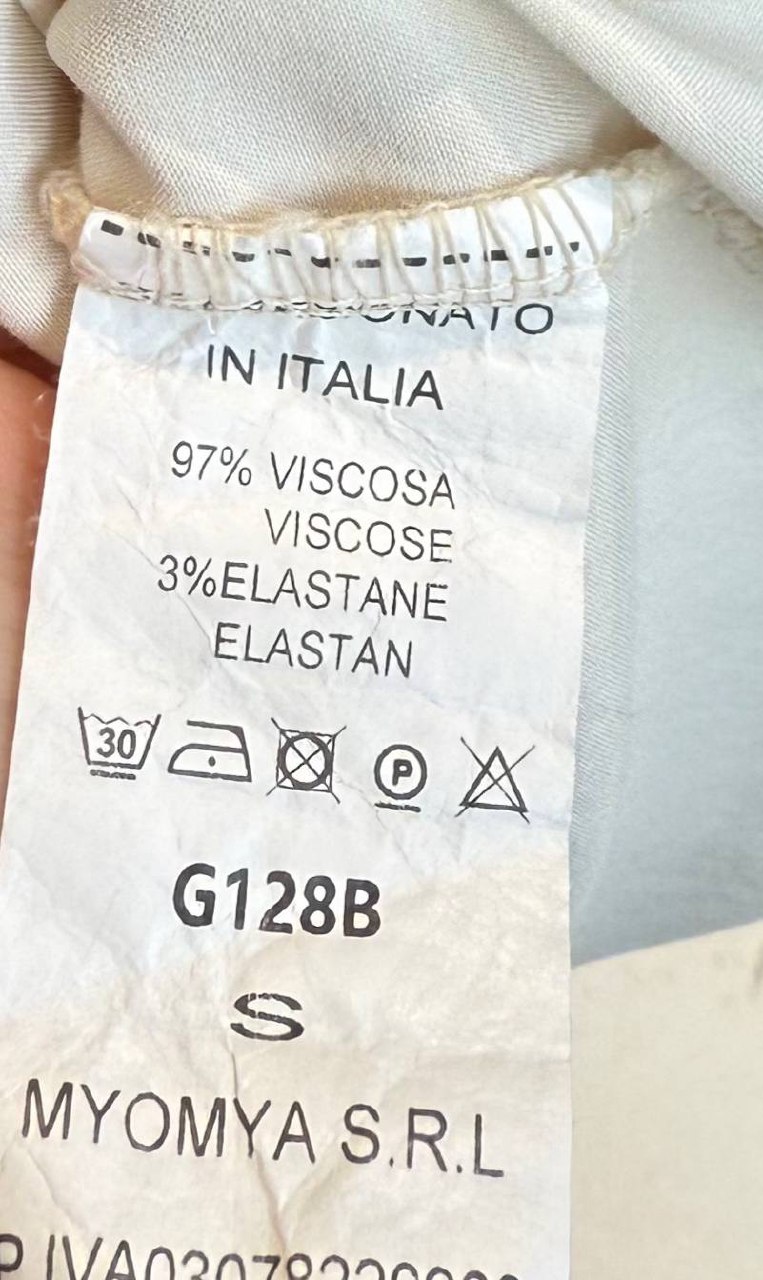 IN ITALIA
97% VISCOSA
VISCOSE
3%ELASTANE
ELASTAN
30
P
G128B
S
MYOMYA S.R.L